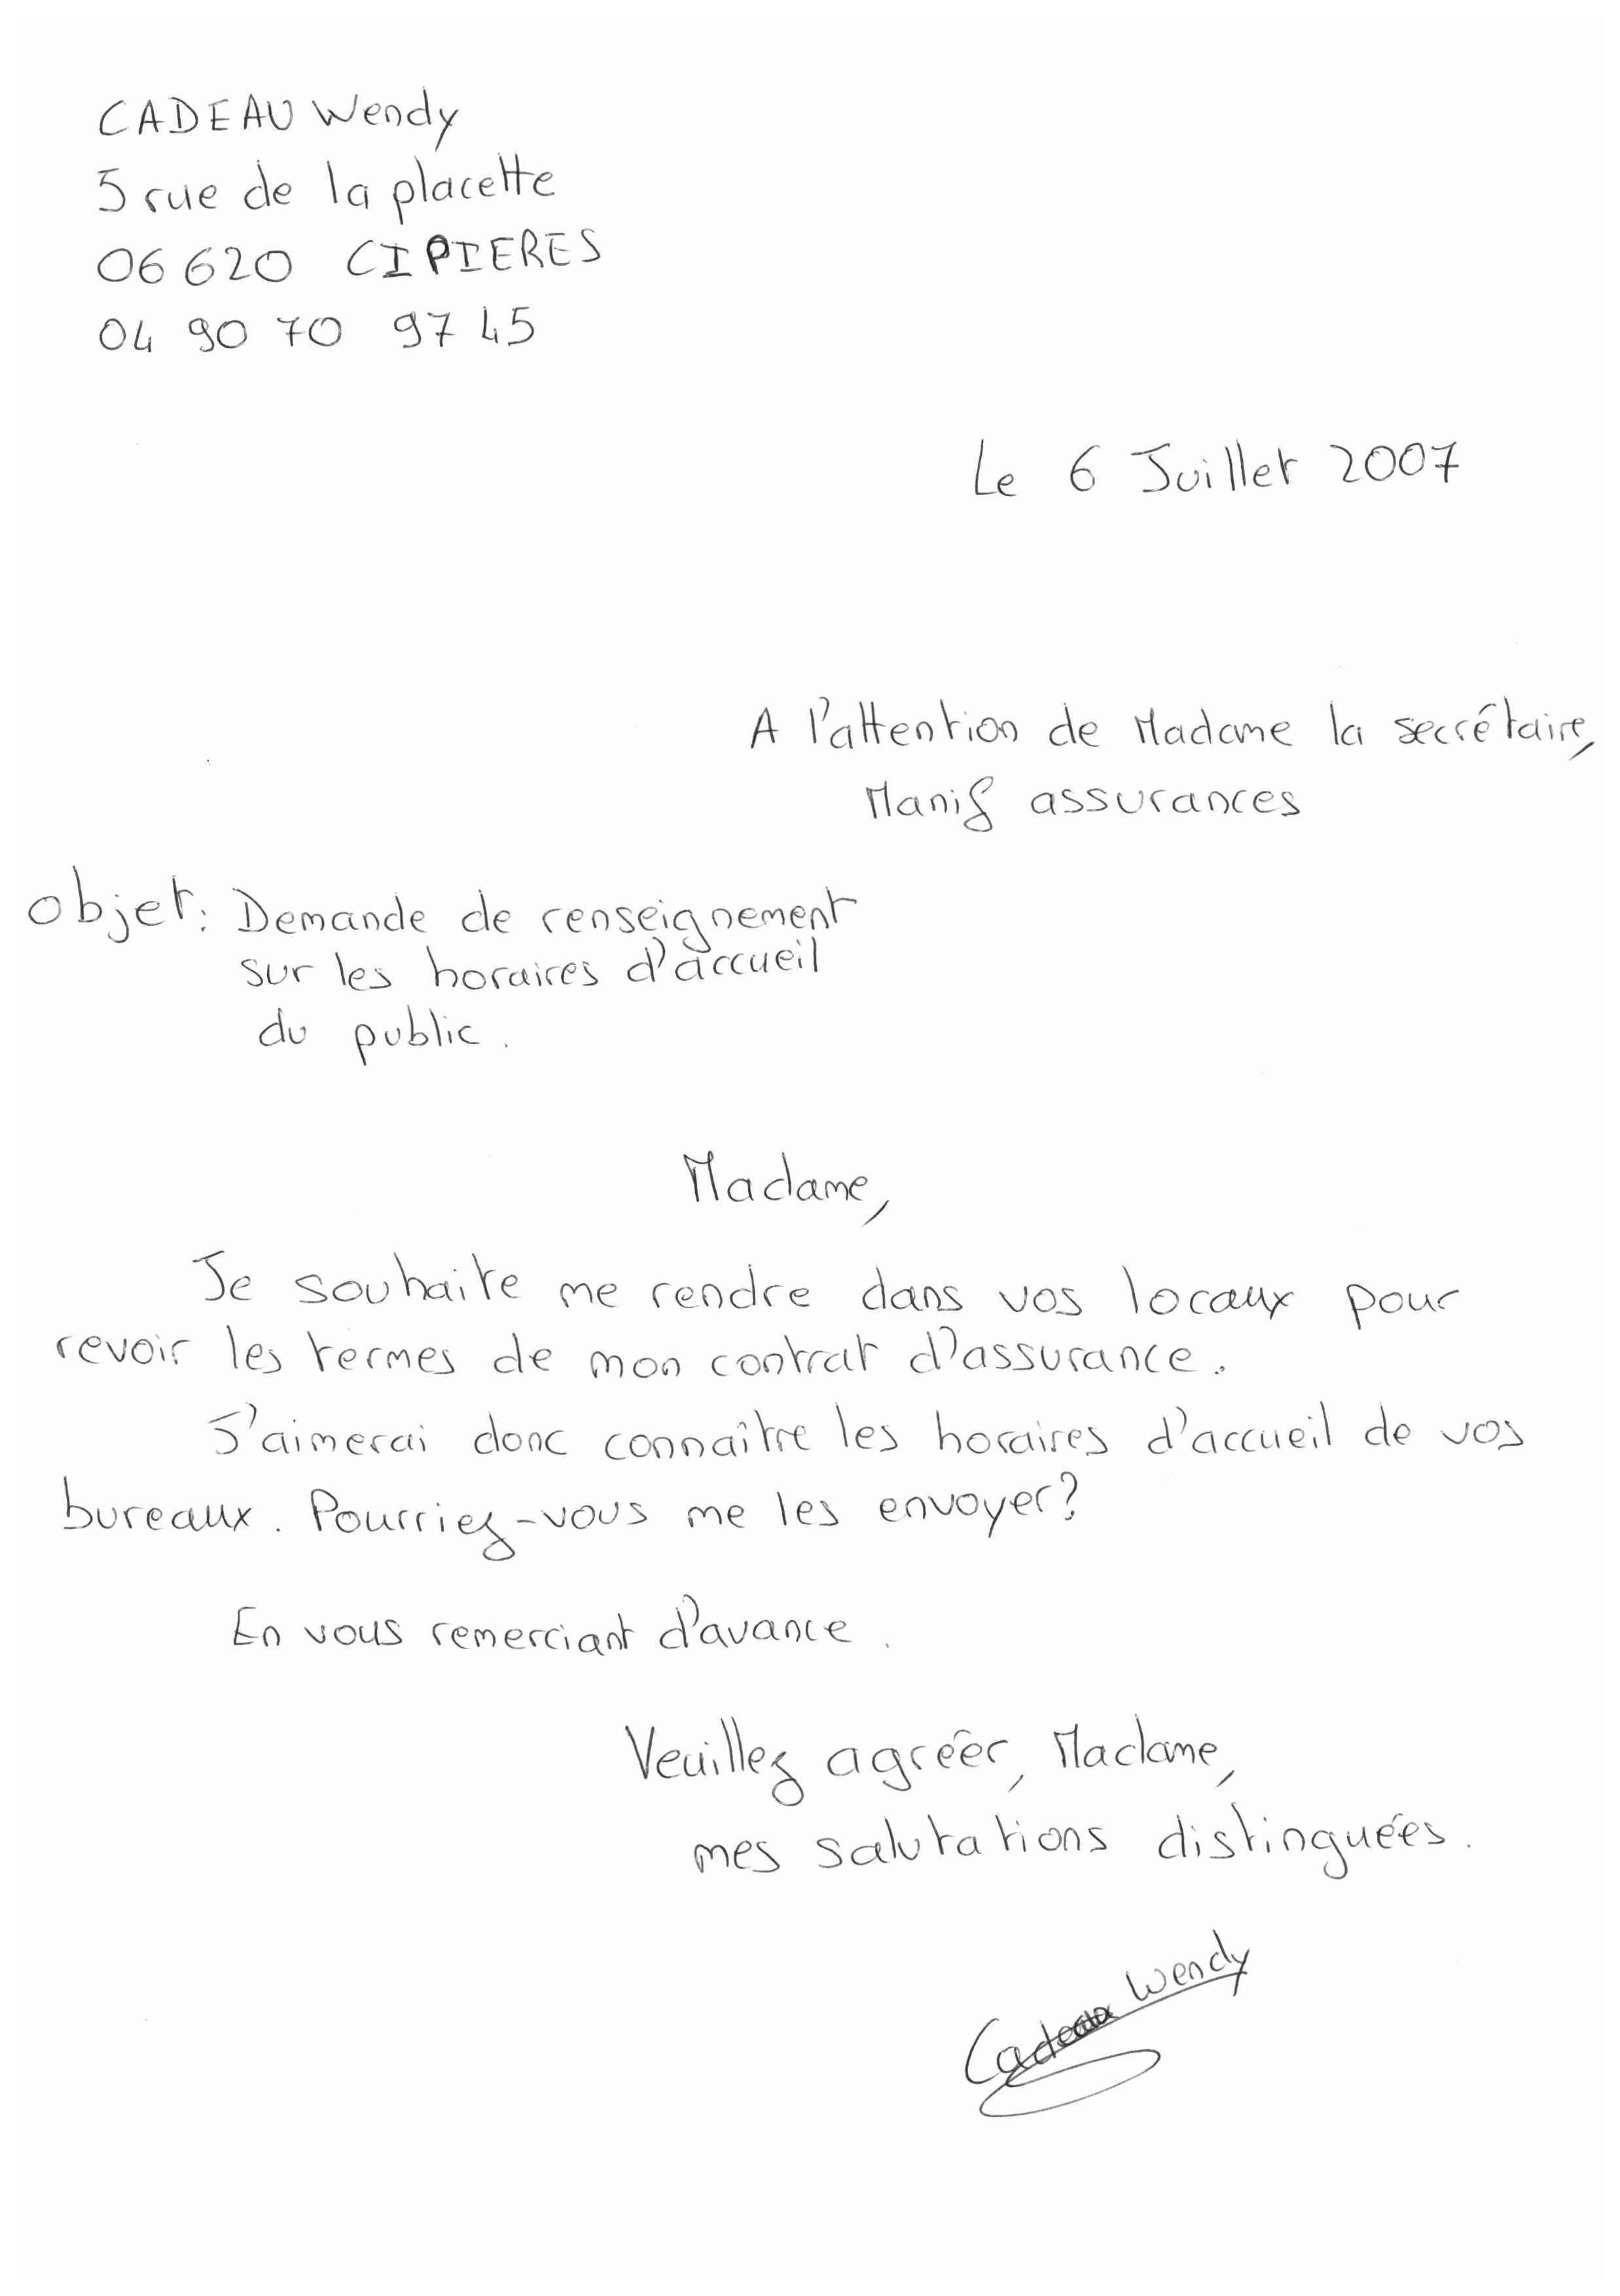 CADEAU Wendy
5 rue de la placette
06 620 CIPIERES
04 90 70 97 45
Le 6 Juillet 2007
A l'attention de Madame la secrétaire,
Manif assurances
Objet: Demande de renseignement
sur les horaires d'accueil
du public.
Madame,
Je souhaite me rendre dans vos locaux pour
revoir les termes de mon contrat d'assurance.
J'aimerai donc connaître les horaires d'accueil de vos
bureaux. Pourriez-vous me les envoyer?
En vous remerciant d'avance.
Veuillez agréer, Madame,
mes salutations distinguées.
Cadeau Wendy